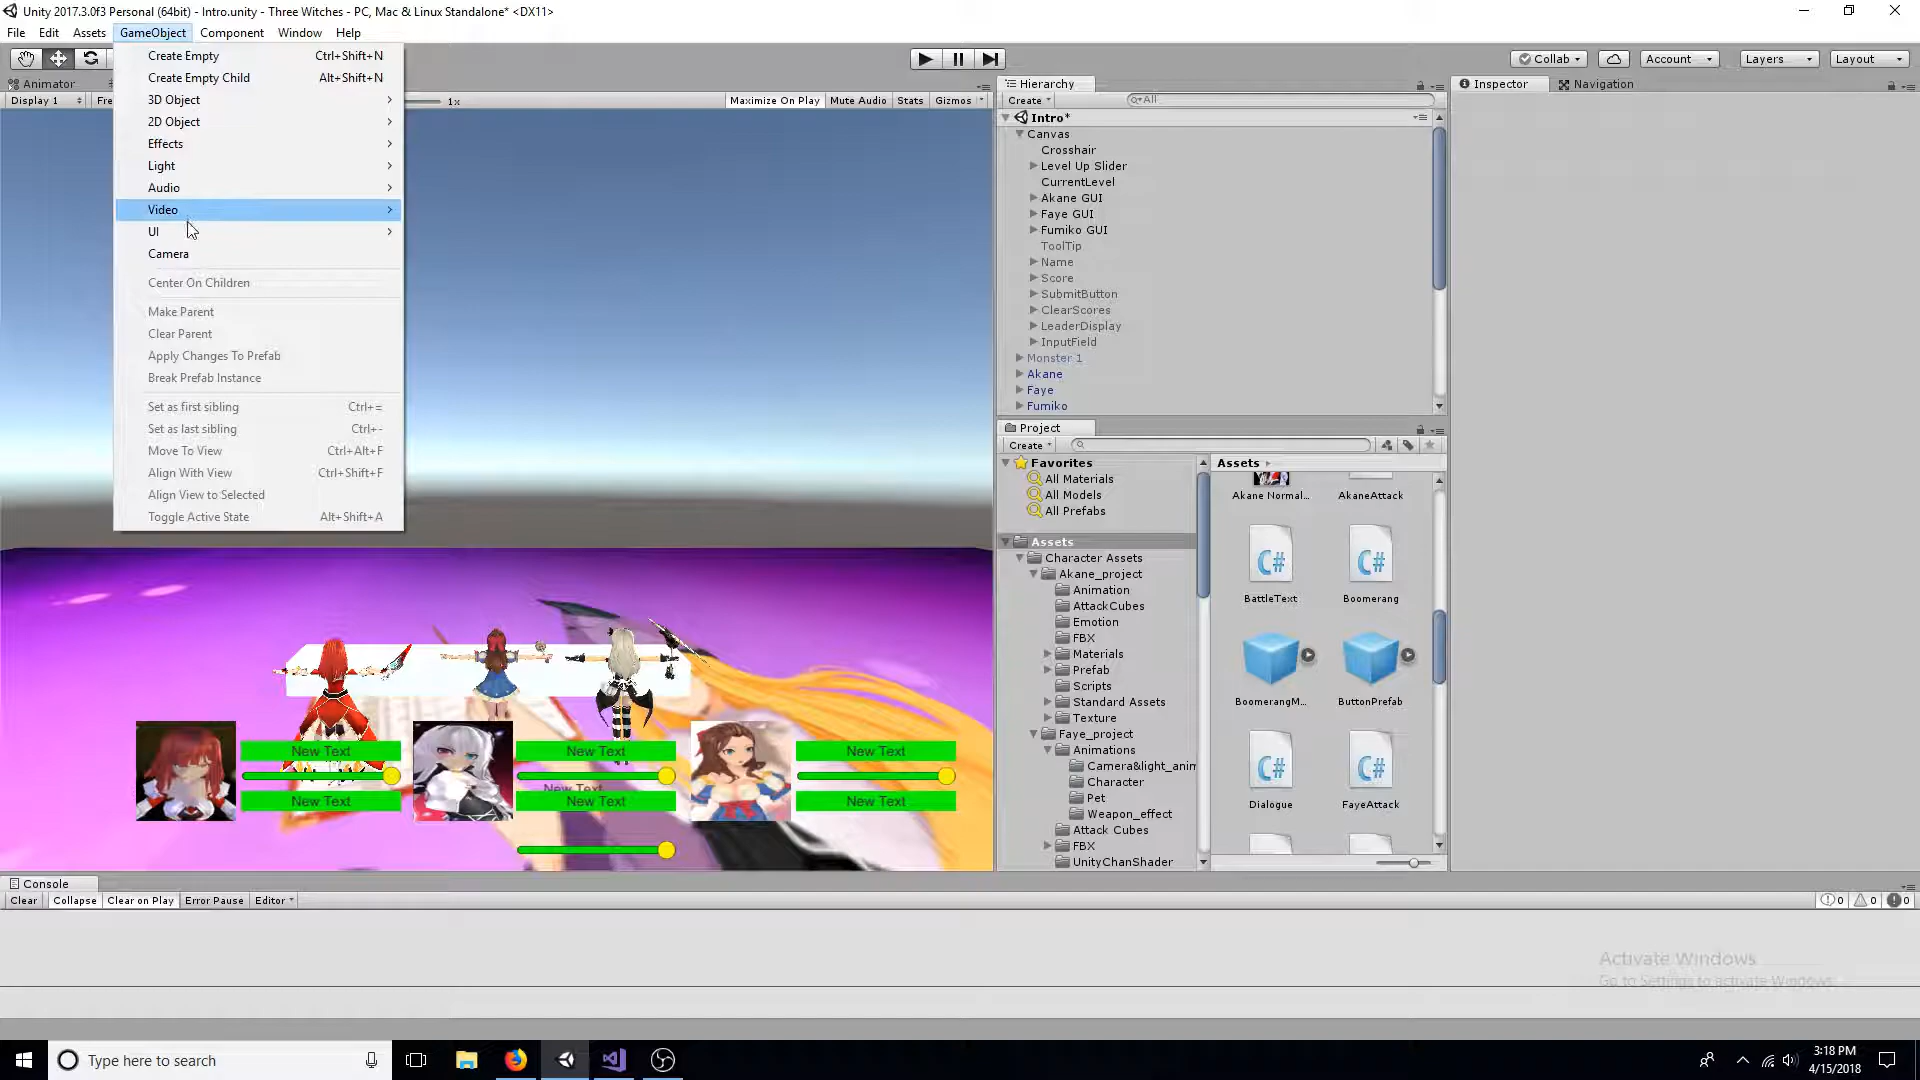 Unity 2017.3.0f3 Personal (64bit) - Intro.unity - Three Witches - PC, Mac & Linux Standalone* <DX11>
File Edit Assets GameObject Component Window Help
Collab Account Layers Layout
Animator
Display 1 Fre 1x Maximize On Play Mute Audio Stats Gizmos
Create Empty Ctrl+Shift+N
Create Empty Child Alt+Shift+N
3D Object
2D Object
Effects
Light
Audio
Video
UI
Camera
Center On Children
Make Parent
Clear Parent
Apply Changes To Prefab
Break Prefab Instance
Set as first sibling Ctrl+=
Set as last sibling Ctrl+-
Move To View Ctrl+Alt+F
Align With View Ctrl+Shift+F
Align View to Selected
Toggle Active State Alt+Shift+A
New Text New Text New Text
New Text
New Text New Text New Text
Hierarchy
Create All
Intro*
Canvas
Crosshair
Level Up Slider
CurrentLevel
Akane GUI
Faye GUI
Fumiko GUI
ToolTip
Name
Score
SubmitButton
ClearScores
LeaderDisplay
InputField
Monster 1
Akane
Faye
Fumiko
Project
Create
Favorites
All Materials
All Models
All Prefabs
Assets
Character Assets
Akane_project
Animation
AttackCubes
Emotion
FBX
Materials
Prefab
Scripts
Standard Assets
Texture
Faye_project
Animations
Camera&light_anim
Character
Pet
Weapon_effect
Attack Cubes
FBX
UnityChanShader
Assets
Akane Normal... AkaneAttack
C# C#
BattleText Boomerang
BoomerangM... ButtonPrefab
C# C#
Dialogue FayeAttack
Inspector Navigation
Console
Clear Collapse Clear on Play Error Pause Editor
0 0 0
Activate Windows
Go to Settings to activate Windows.
Type here to search
3:18 PM
4/15/2018